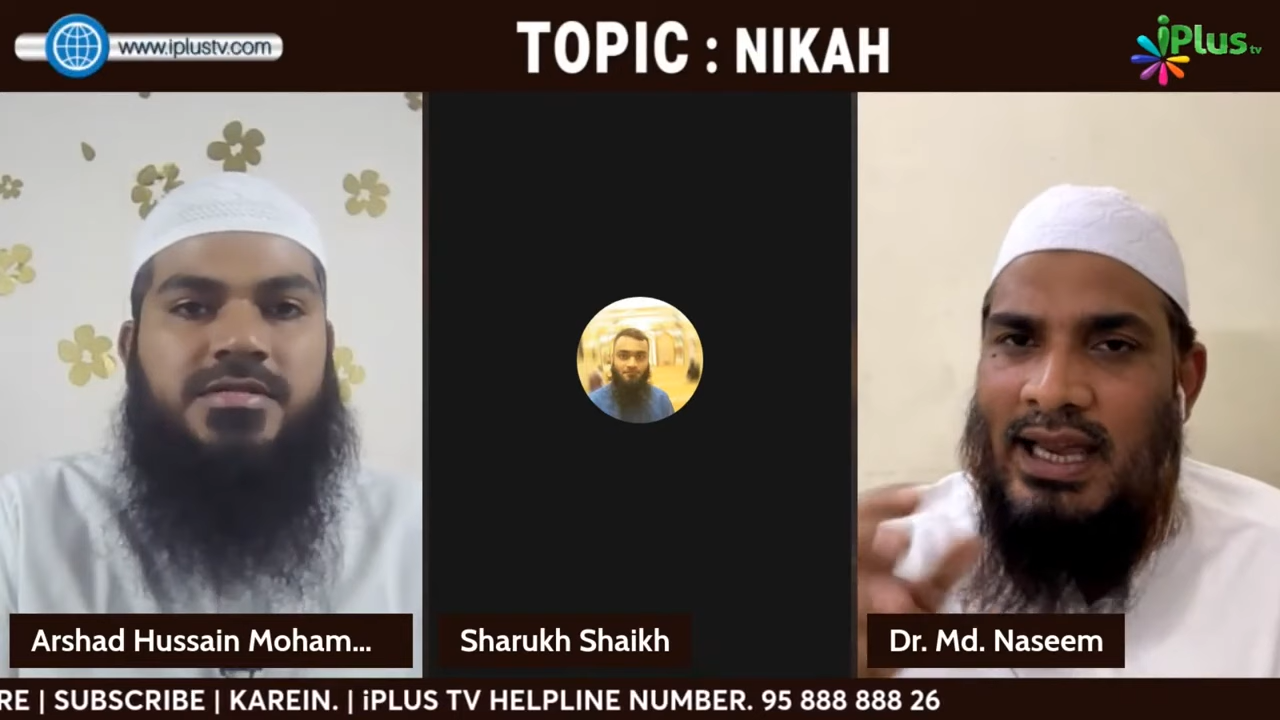 www.iplustv.com
TOPIC : NIKAH
iPlus tv
Arshad Hussain Moham...
Sharukh Shaikh
Dr. Md. Naseem
RE | SUBSCRIBE | KAREIN. | iPLUS TV HELPLINE NUMBER. 95 888 888 26